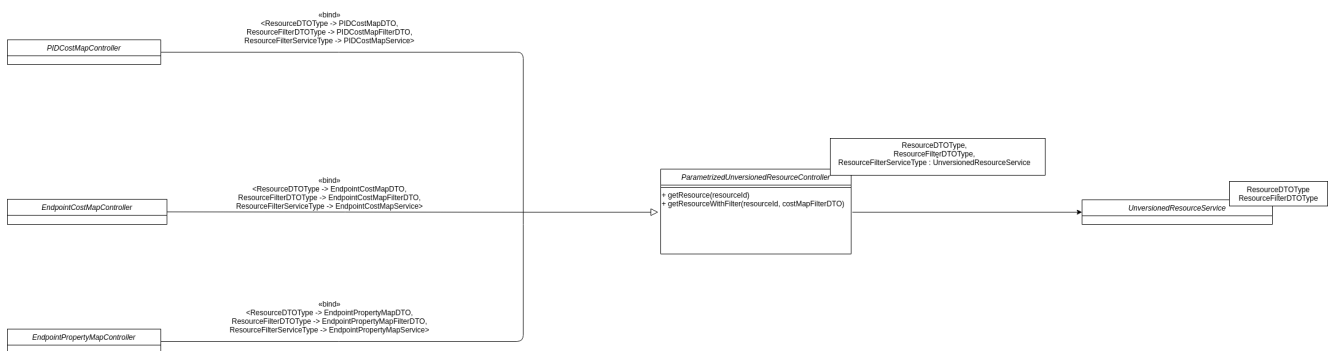 «bind»
<ResourceDTOType -> PIDCostMapDTO,
ResourceFilterDTOType -> PIDCostMapFilterDTO,
ResourceFilterServiceType -> PIDCostMapService>
PIDCostMapController
ResourceDTOType,
ResourceFilterDTOType,
ResourceFilterServiceType : UnversionedResourceService
«bind»
<ResourceDTOType -> EndpointCostMapDTO,
ResourceFilterDTOType -> EndpointCostMapFilterDTO,
ResourceFilterServiceType -> EndpointCostMapService>
EndpointCostMapController
ParametrizedUnversionedResourceController
+ getResource(resourceId)
+ getResourceWithFilter(resourceId, costMapFilterDTO)
ResourceDTOType
ResourceFilterDTOType
UnversionedResourceService
«bind»
<ResourceDTOType -> EndpointPropertyMapDTO,
ResourceFilterDTOType -> EndpointPropertyMapFilterDTO,
ResourceFilterServiceType -> EndpointPropertyMapService>
EndpointPropertyMapController